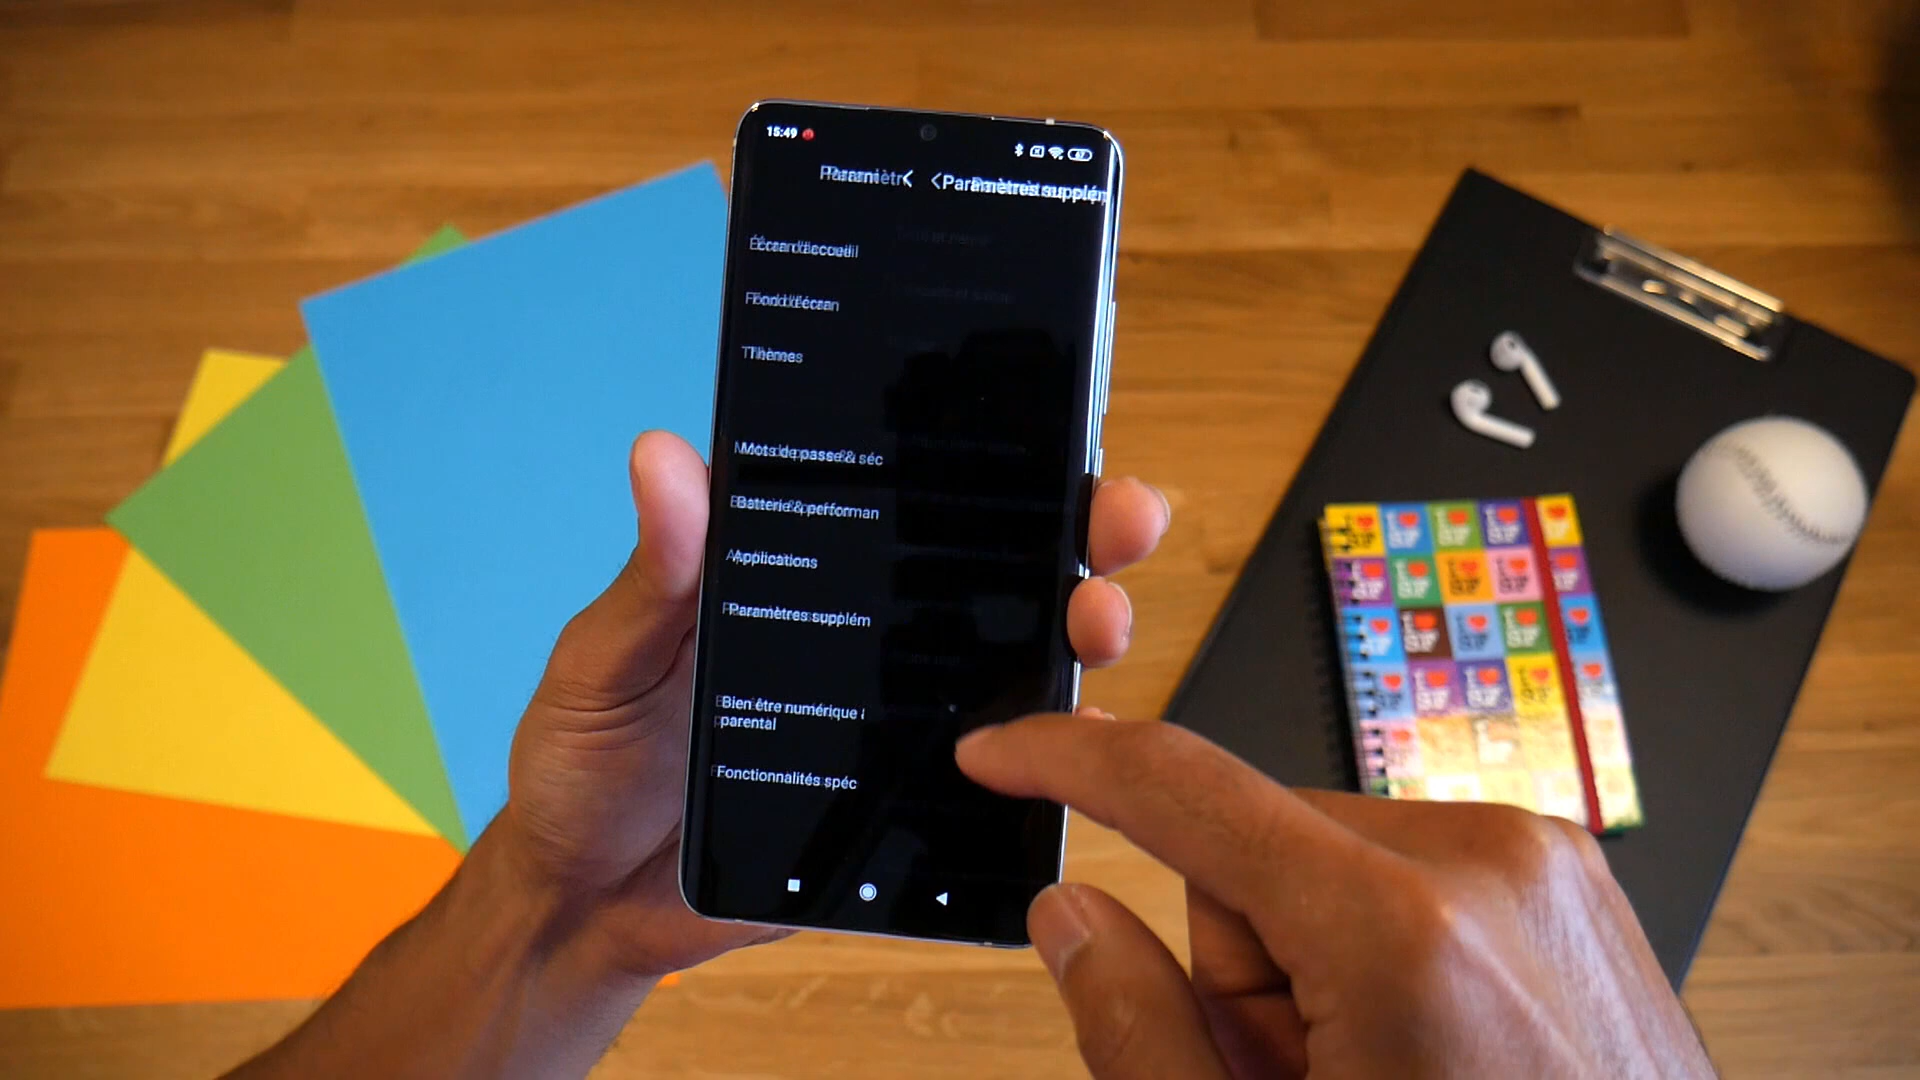 15:49
67
Paramètr
Paramètres supplém
Écran d'accueil
Fond d'écran
Thèmes
Mots de passe & séc
Batterie & performan
Applications
Paramètres supplém
Bien être numérique
parental
Fonctionnalités spéc